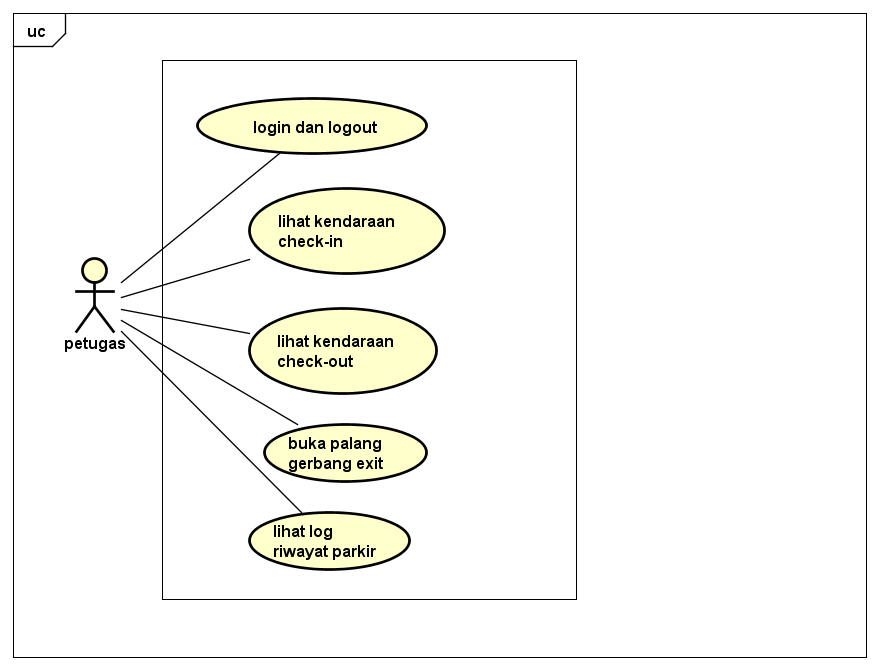 uc
login dan logout
lihat kendaraan
check-in
petugas
lihat kendaraan
check-out
buka palang
gerbang exit
lihat log
riwayat parkir